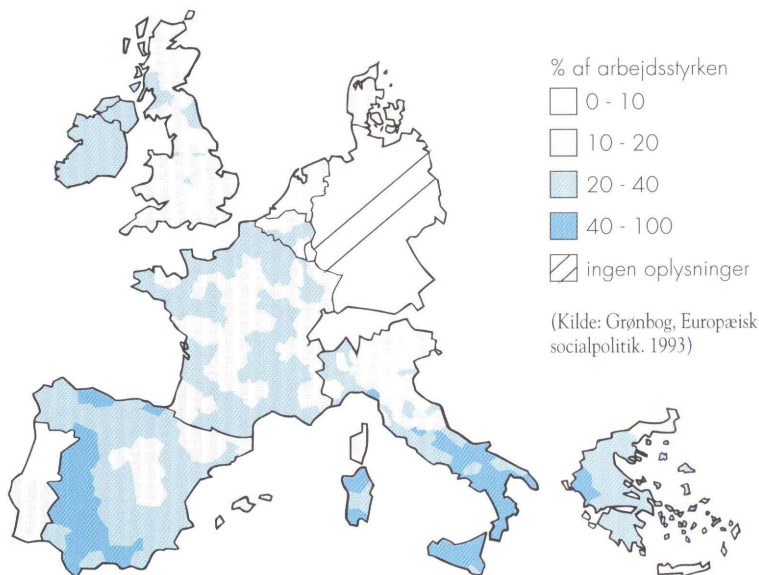 % af arbejdsstyrken
0 - 10
10 - 20
20 - 40
40 - 100
ingen oplysninger
(Kilde: Grønbog, Europæisk
socialpolitik. 1993)